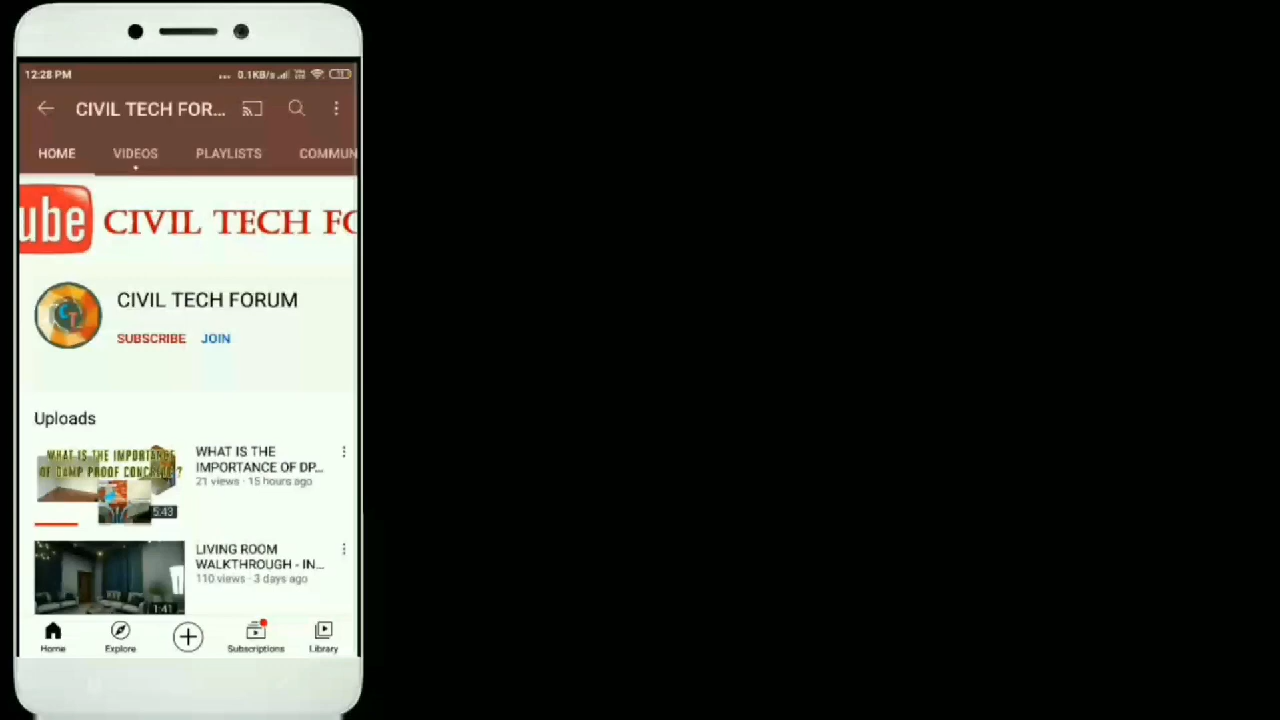 12:28 PM
... 0.1KB/s
CIVIL TECH FOR...
HOME VIDEOS PLAYLISTS COMMUN
ube CIVIL TECH FO
CIVIL TECH FORUM
SUBSCRIBE JOIN
Uploads
WHAT IS THE IMPORTANCE
OF DAMP PROOF CONCRETE?
5:43
WHAT IS THE
IMPORTANCE OF DP...
21 views · 15 hours ago
1:41
LIVING ROOM
WALKTHROUGH - IN...
110 views · 3 days ago
Home Explore Subscriptions Library